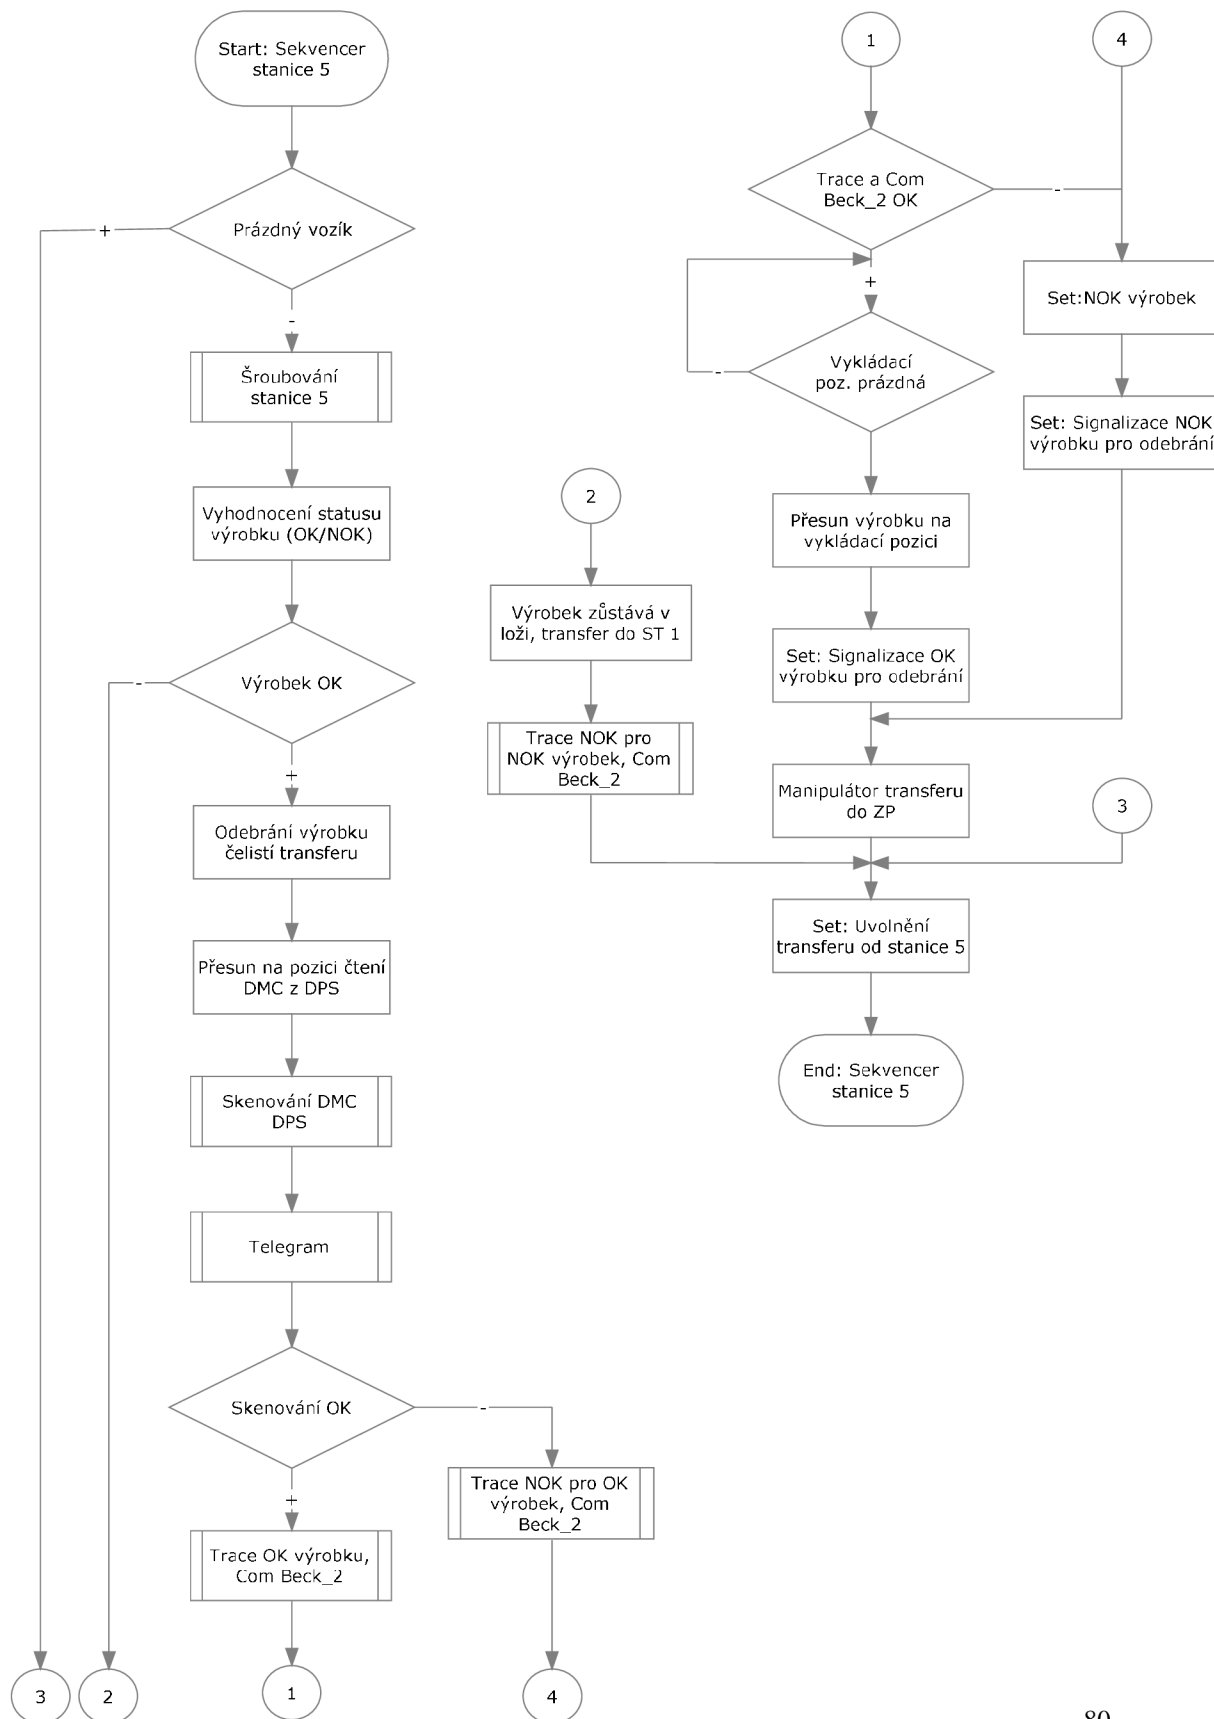 Start: Sekvencer
stanice 5
Prázdný vozík
+
-
Šroubování
stanice 5
Vyhodnocení statusu
výrobku (OK/NOK)
Výrobek OK
-
+
Odebrání výrobku
čelistí transferu
Přesun na pozici čtení
DMC z DPS
Skenování DMC
DPS
Telegram
Skenování OK
-
+
Trace OK výrobku,
Com Beck_2
Trace NOK pro OK
výrobek, Com
Beck_2
3
2
1
4
2
Výrobek zůstává v
loži, transfer do ST 1
Trace NOK pro
NOK výrobek, Com
Beck_2
1
Trace a Com
Beck_2 OK
-
+
Vykládací
poz. prázdná
-
Přesun výrobku na
vykládací pozici
Set: Signalizace OK
výrobku pro odebrání
Manipulátor transferu
do ZP
Set: Uvolnění
transferu od stanice 5
End: Sekvencer
stanice 5
4
Set:NOK výrobek
Set: Signalizace NOK
výrobku pro odebrání
3
80